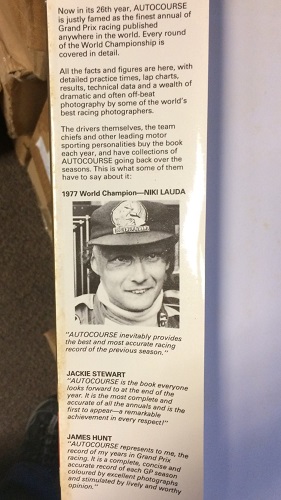 Now in its 26th year, AUTOCOURSE
is justly famed as the finest annual of
Grand Prix racing published
anywhere in the world. Every round
of the World Championship is
covered in detail.
All the facts and figures are here, with
detailed practice times, lap charts,
results, technical data and a wealth of
dramatic and often off-beat
photography by some of the world's
best racing photographers.
The drivers themselves, the team
chiefs and other leading motor
sporting personalities buy the book
each year, and have collections of
AUTOCOURSE going back over the
seasons. This is what some of them
have to say about it:
1977 World Champion—NIKI LAUDA
"AUTOCOURSE inevitably provides
the best and most accurate racing
record of the previous season."
JACKIE STEWART
"AUTOCOURSE is the book everyone
looks forward to at the end of the
year. It is the most complete and
accurate of all the annuals and is the
first to appear—a remarkable
achievement in every respect!"
JAMES HUNT
"AUTOCOURSE represents to me, the
record of my years in Grand Prix
racing. It is a complete, concise and
accurate record of each GP season
coloured by excellent photographs
and stimulated by lively and worthy
opinion."